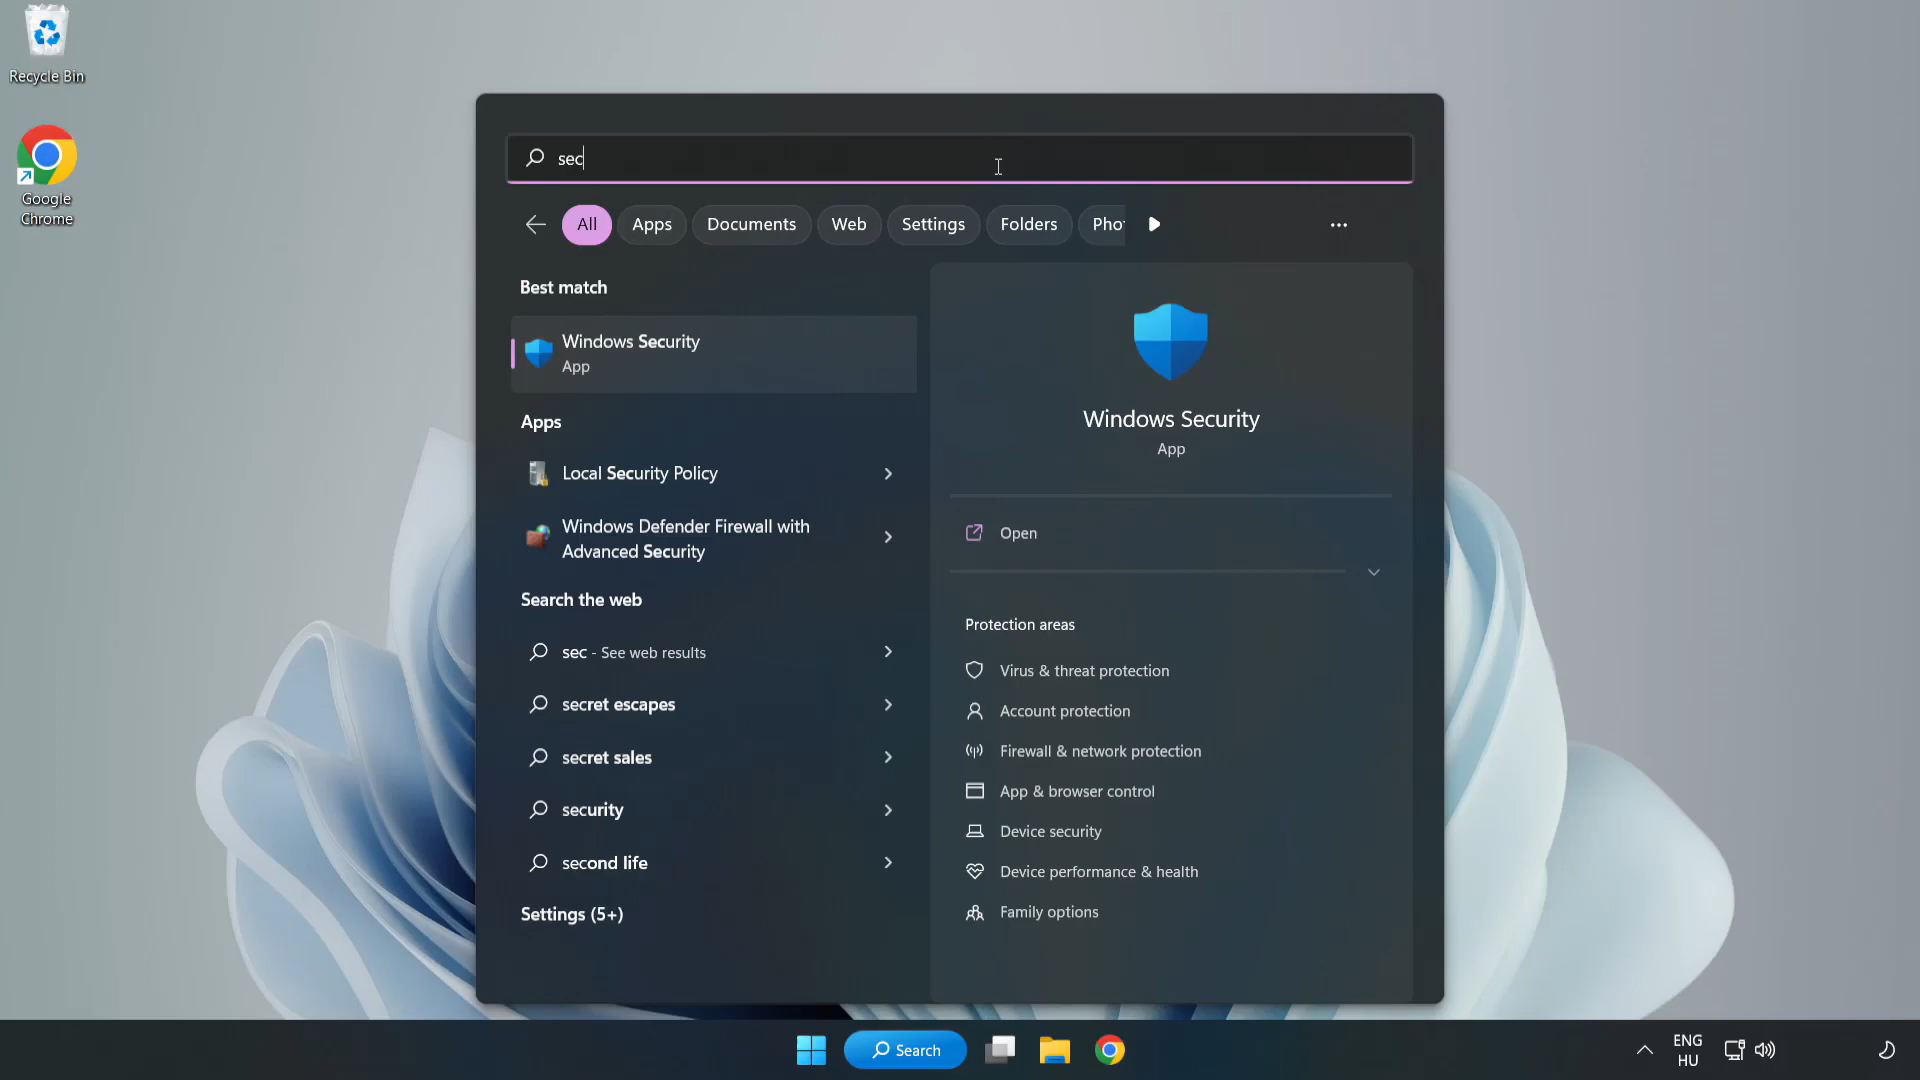 Recycle Bin
Google
Chrome
sec
All
Apps
Documents
Web
Settings
Folders
Best match
Windows Security
App
Apps
Local Security Policy
Windows Defender Firewall with
Advanced Security
Search the web
sec - See web results
secret escapes
secret sales
security
second life
Settings (5+)
Windows Security
App
Open
Protection areas
Virus & threat protection
Account protection
Firewall & network protection
App & browser control
Device security
Device performance & health
Family options
Search
ENG
HU